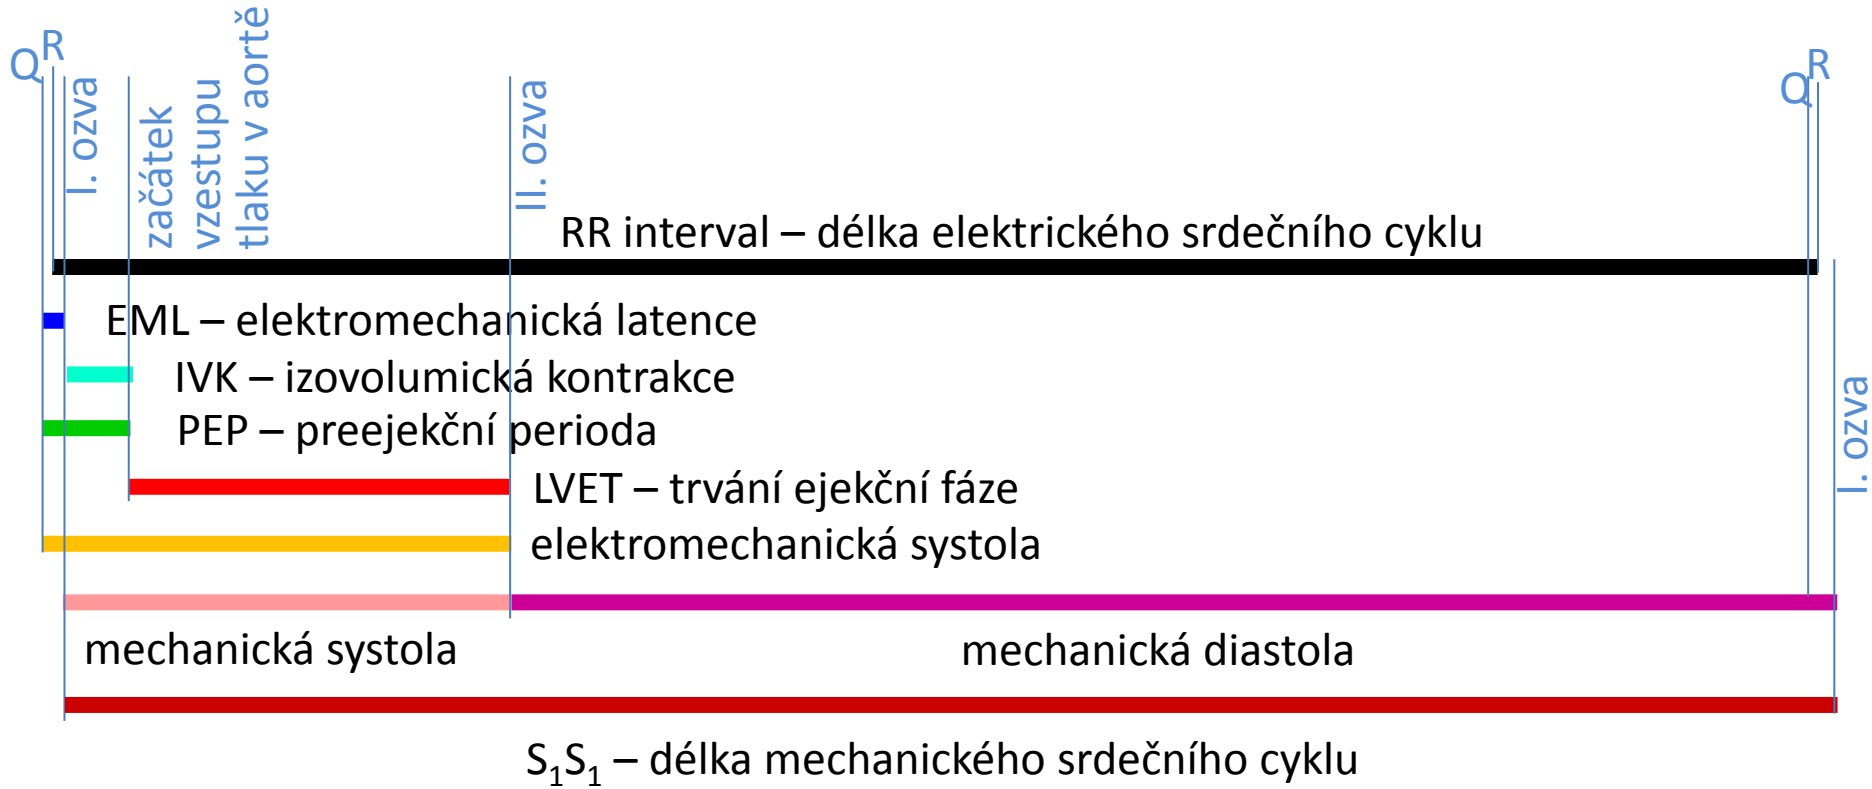 Q
R
I. ozva
začátek
vzestupu
tlaku v aortě
II. ozva
Q
R
RR interval – délka elektrického srdečního cyklu
EML – elektromechanická latence
IVK – izovolumická kontrakce
PEP – preejekční perioda
LVET – trvání ejekční fáze
elektromechanická systola
I. ozva
mechanická systola
mechanická diastola
S₁S₁ – délka mechanického srdečního cyklu